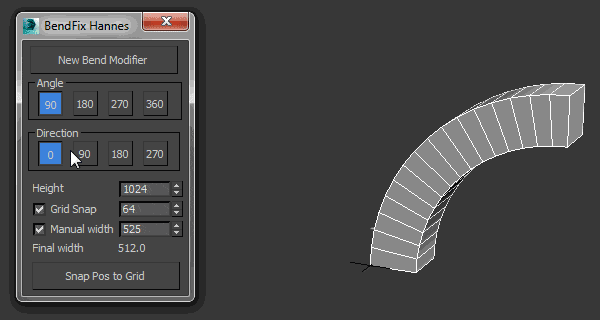 BendFix Hannes
New Bend Modifier
Angle
90 180 270 360
Direction
0 90 180 270
Height 1024
Grid Snap 64
Manual width 525
Final width 512.0
Snap Pos to Grid